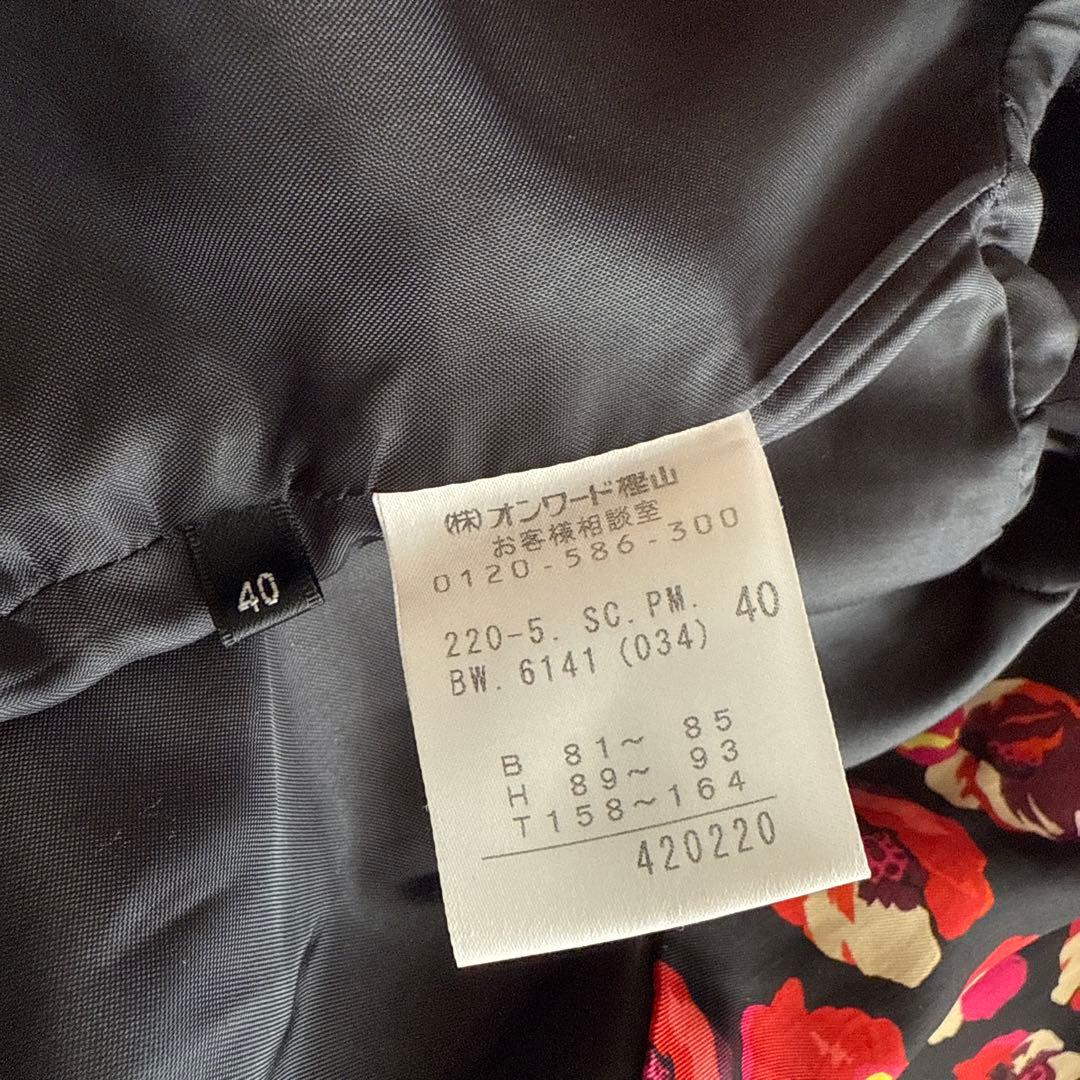 (株)オンワード樫山
お客様相談室
0120-586-300
220-5. SC. PM. 40
BW. 6141 (034)
B 81～ 85
H 89～ 93
T158～164
420220
40